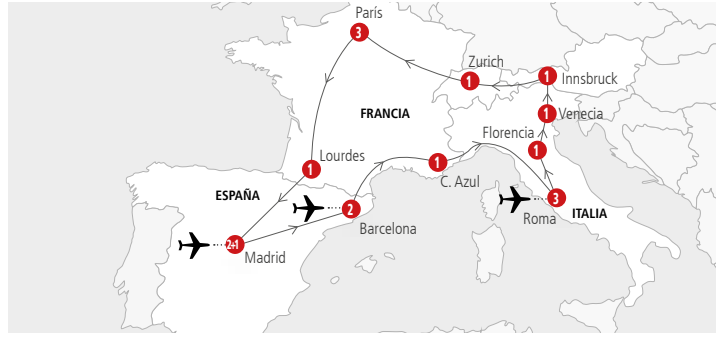 París
3
Zurich
1
1
Innsbruck
FRANCIA
1
Venecia
Florencia
1
Lourdes
1
1
C. Azul
ESPAÑA
2
Barcelona
3
Roma
ITALIA
2+1
Madrid